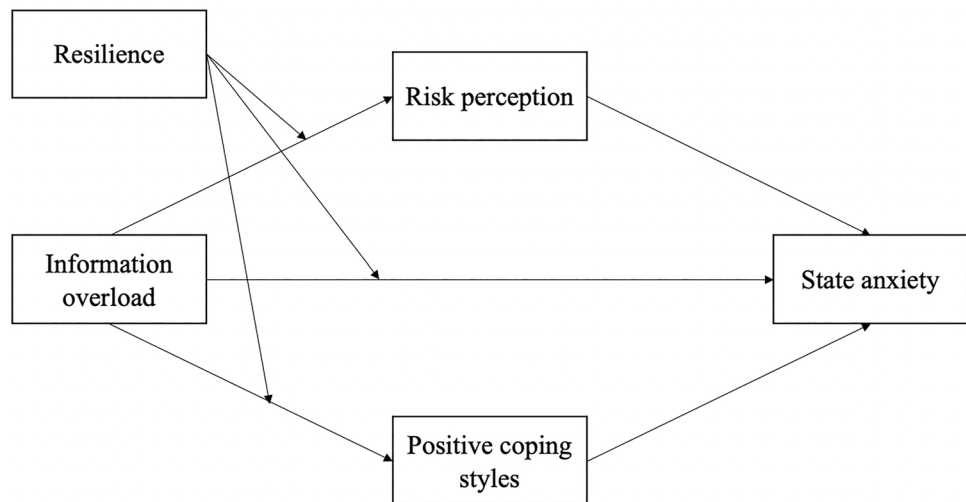 Resilience
Risk perception
Information
overload
State anxiety
Positive coping
styles